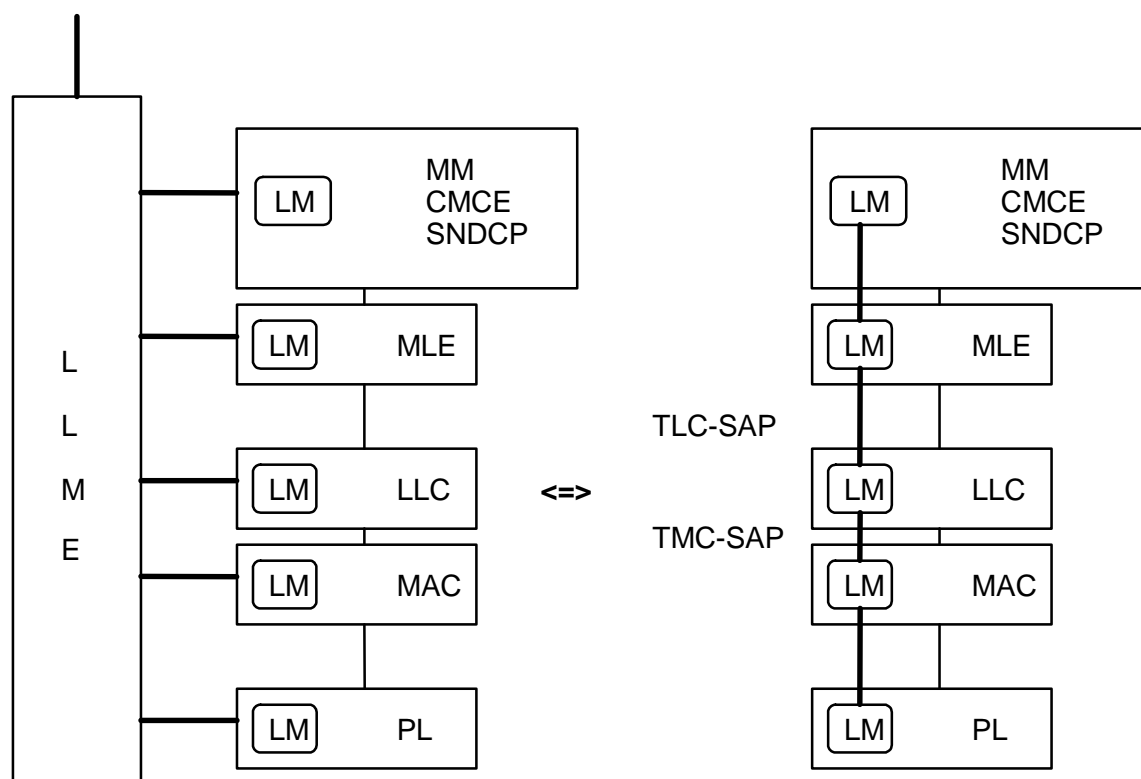 MM
LM CMCE
SNDCP
MM
LM CMCE
SNDCP
LM MLE
LM MLE
L
L
M
E
TLC-SAP
LM LLC
<=>
LM LLC
TMC-SAP
LM MAC
LM MAC
LM PL
LM PL